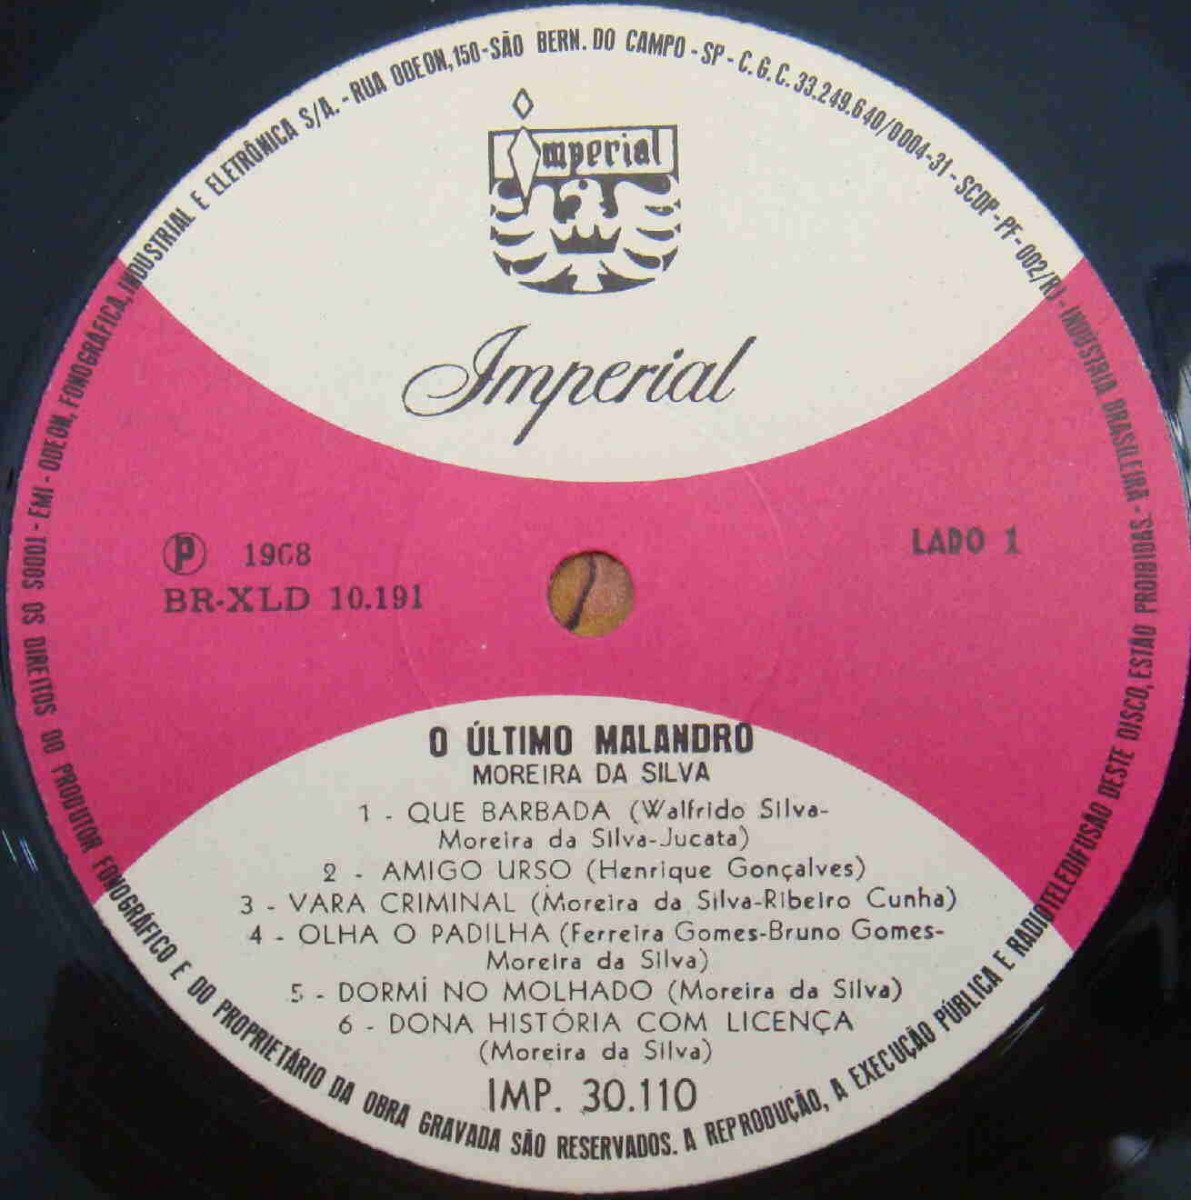 EMI - ODEON, FONOGRÁFICA, INDUSTRIAL E ELETRÔNICA S/A. - RUA ODEON, 150 - SÃO BERN. DO CAMPO - SP - C.G.C. 33.249.640/0004-31 - SCDP - PF - 002/RJ - INDÚSTRIA BRASILEIRA -
Imperial
Imperial
P 1968
LADO 1
BR-XLD 10.191
O ÚLTIMO MALANDRO
MOREIRA DA SILVA
1 - QUE BARBADA (Walfrido Silva-
Moreira da Silva-Jucata)
2 - AMIGO URSO (Henrique Gonçalves)
3 - VARA CRIMINAL (Moreira da Silva-Ribeiro Cunha)
4 - OLHA O PADILHA (Ferreira Gomes-Bruno Gomes-
Moreira da Silva)
5 - DORMÍ NO MOLHADO (Moreira da Silva)
6 - DONA HISTÓRIA COM LICENÇA
(Moreira da Silva)
IMP. 30.110
TODOS OS DIREITOS DO PRODUTOR FONOGRÁFICO E DO PROPRIETÁRIO DA OBRA GRAVADA SÃO RESERVADOS. A REPRODUÇÃO, A EXECUÇÃO PÚBLICA E RADIOTELEDIFUSÃO DESTE DISCO, ESTÃO PROIBIDAS.